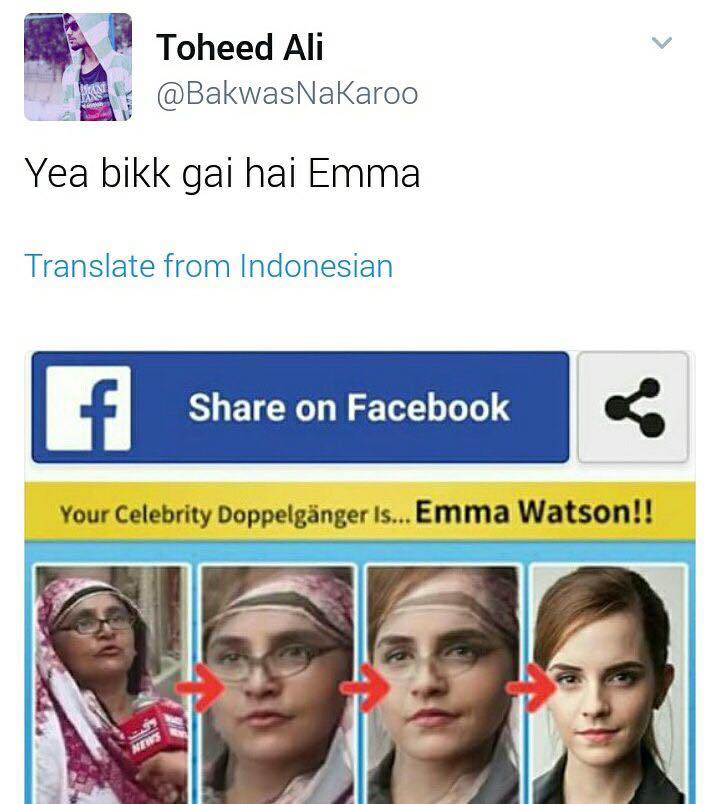 Toheed Ali
@BakwasNaKaroo
Yea bikk gai hai Emma
Translate from Indonesian
f Share on Facebook
Your Celebrity Doppelgänger Is... Emma Watson!!
NEWS